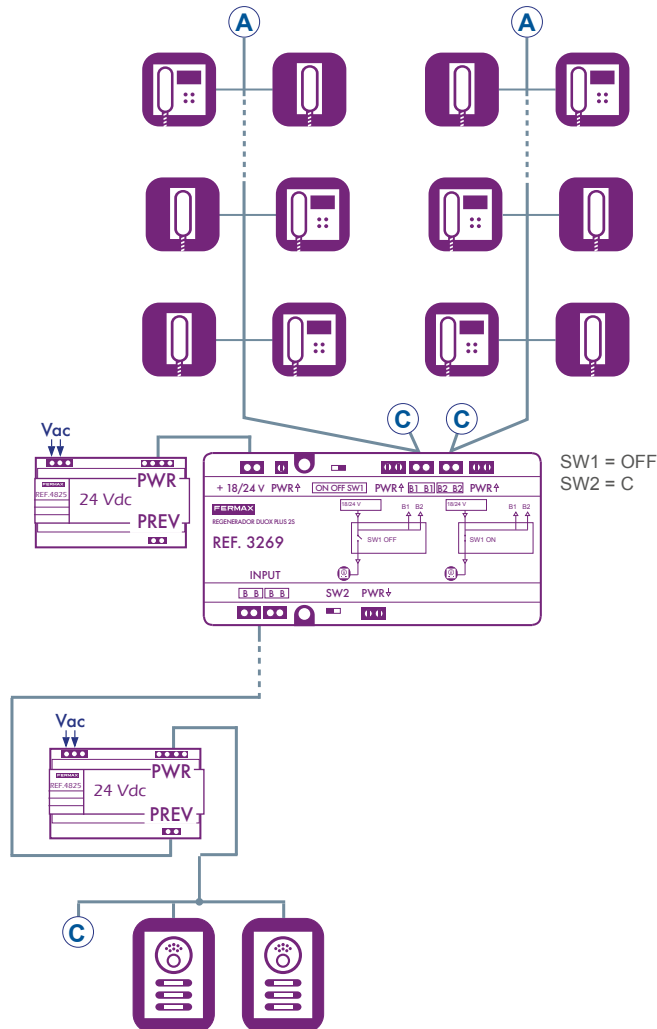 A A
C C
Vac
REF.4825
24 Vdc
PWR
PREV
SW1 = OFF
SW2 = C
+ 18/24 V PWR↑ ON OFF SW1 PWR↑ B1 B1 B2 B2 PWR↑
FERMAX
REGENERADOR DUOX PLUS 2S
REF. 3269
18/24 V B1 B2
SW1 OFF
18/24 V B1 B2
SW1 ON
INPUT
B B B B SW2 PWR↓
Vac
FERMAX
REF.4825
24 Vdc
PWR
PREV
C